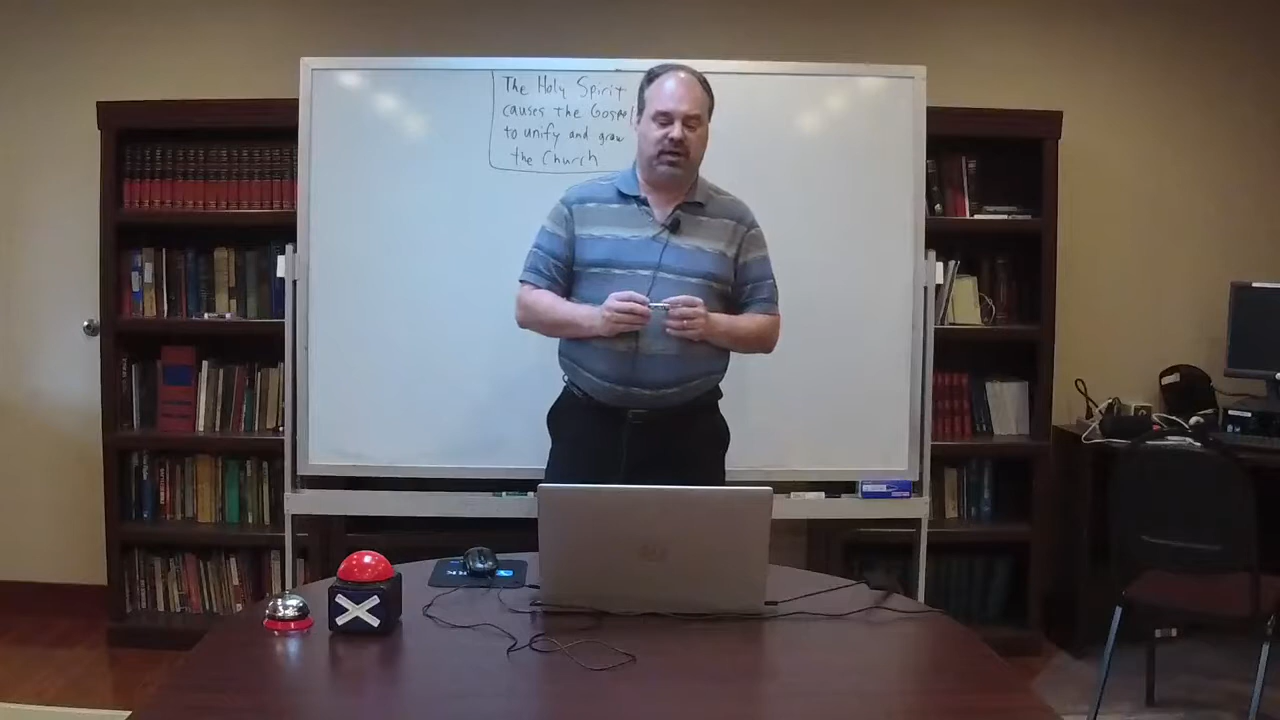 The Holy Spirit
causes the Gospel
to unify and grow
the Church